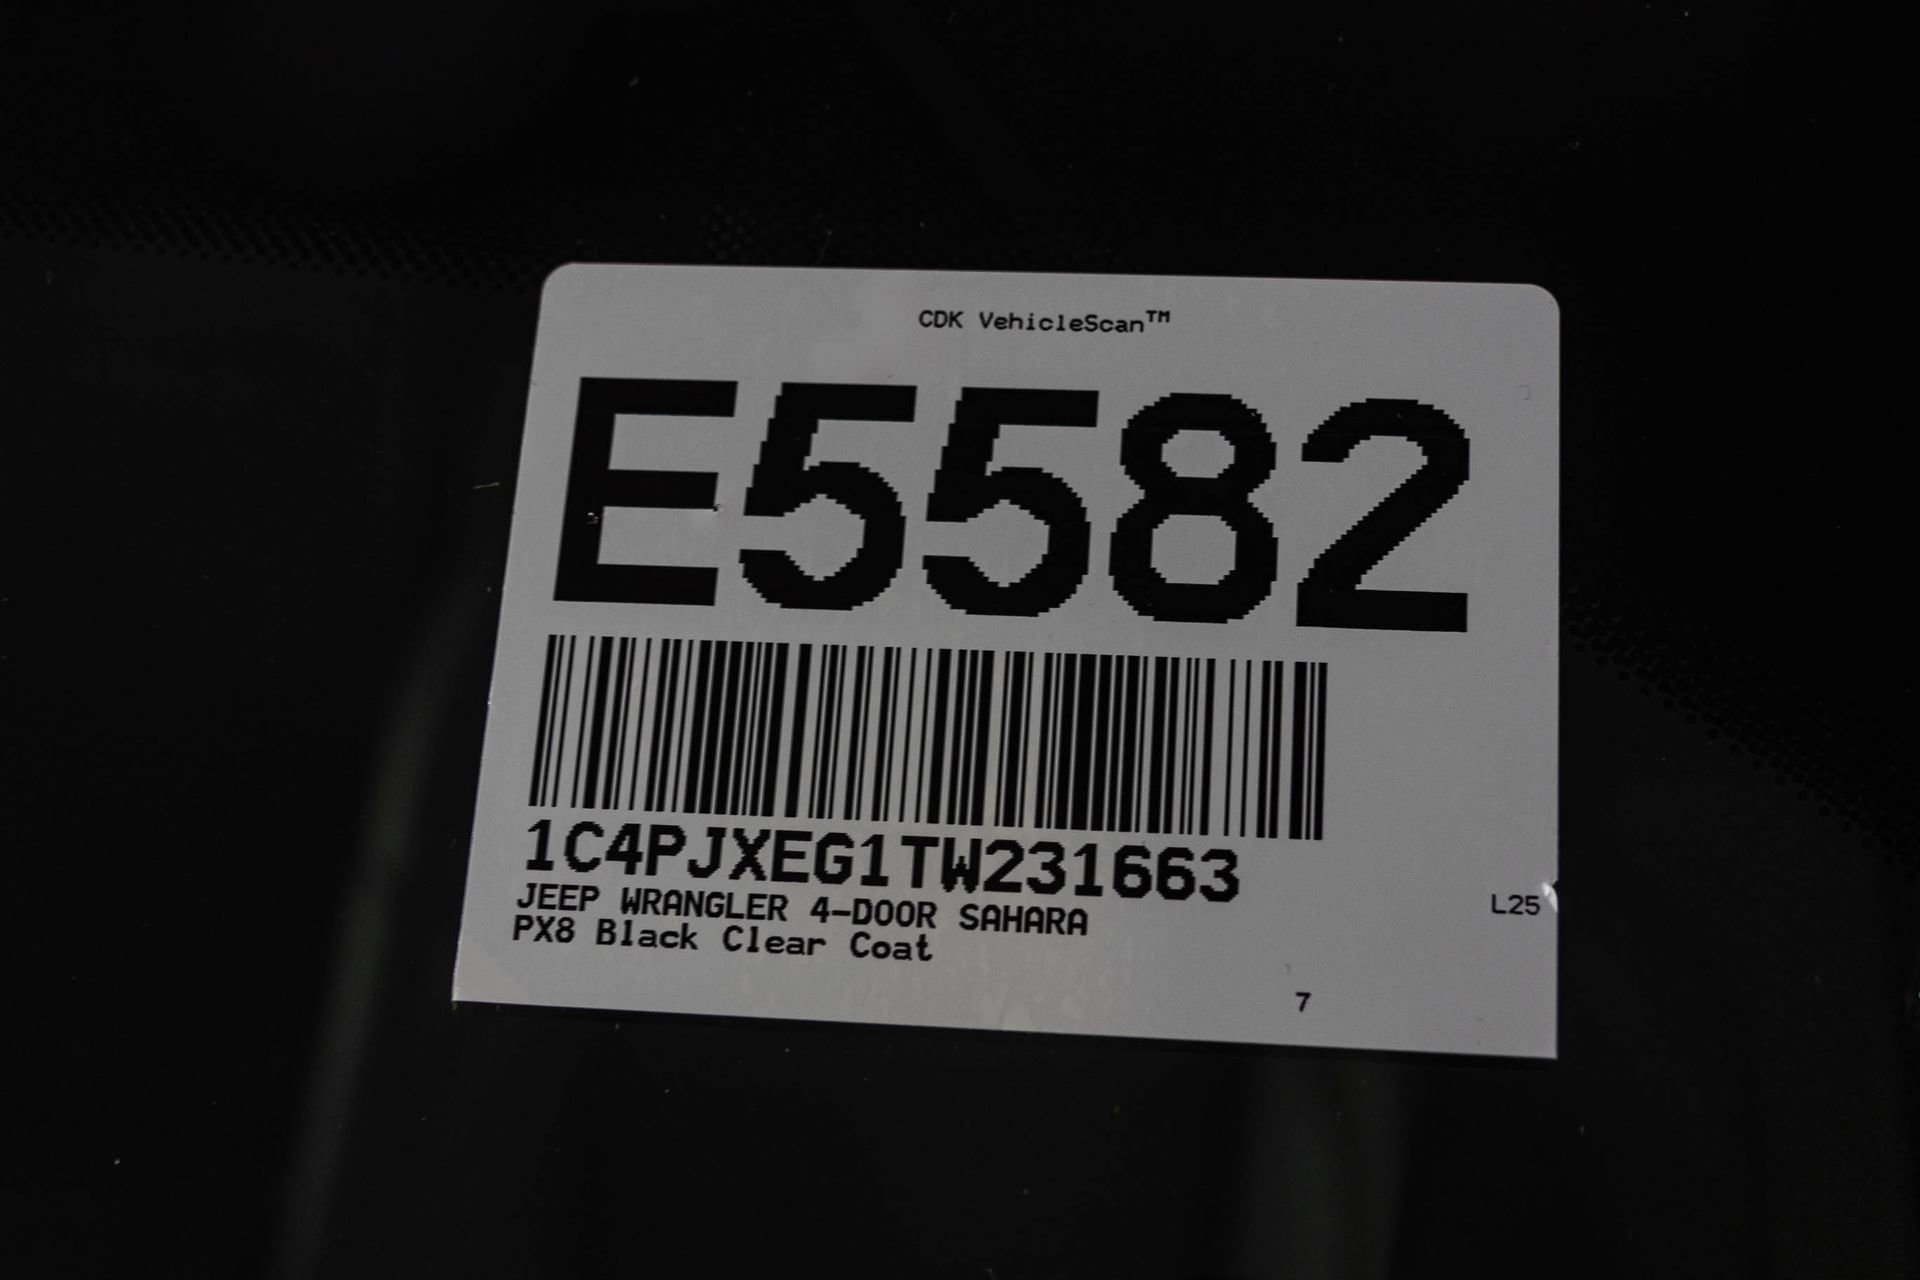 CDK VehicleScan™
E5582
1C4PJXEG1TW231663
JEEP WRANGLER 4-DOOR SAHARA
L25
PX8 Black Clear Coat
7